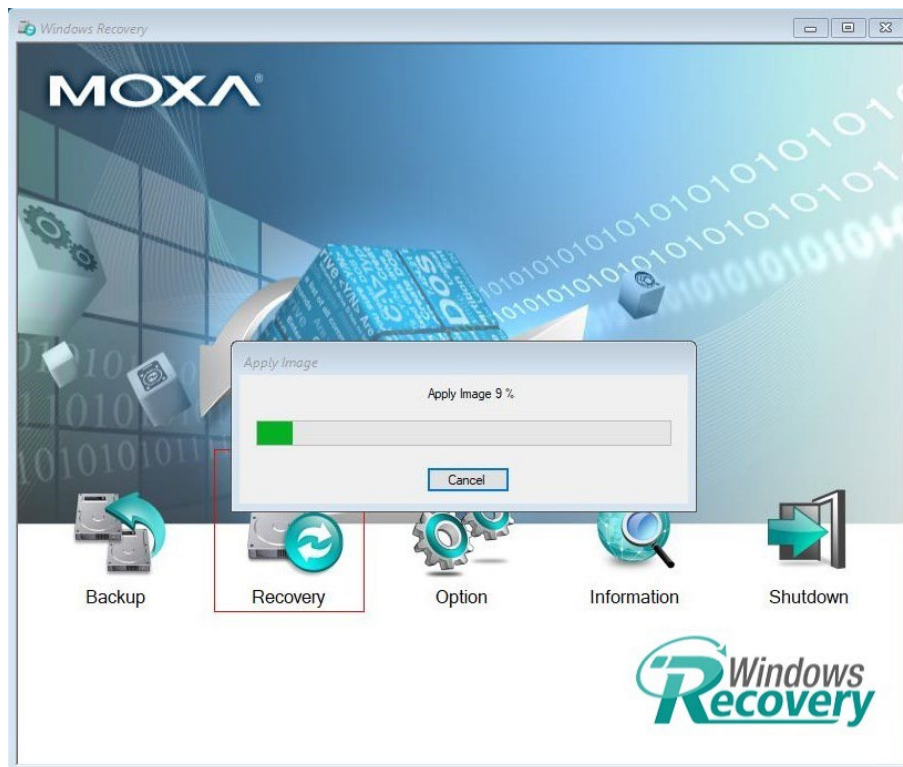 Windows Recovery
MOXA®
Apply Image
Apply Image 9 %
Cancel
Backup
Recovery
Option
Information
Shutdown
Windows
Recovery